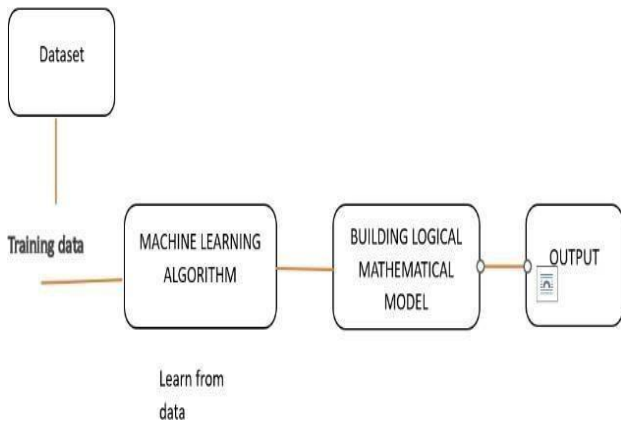 Dataset
Training data
MACHINE LEARNING
ALGORITHM
BUILDING LOGICAL
MATHEMATICAL
MODEL
OUTPUT
Learn from
data